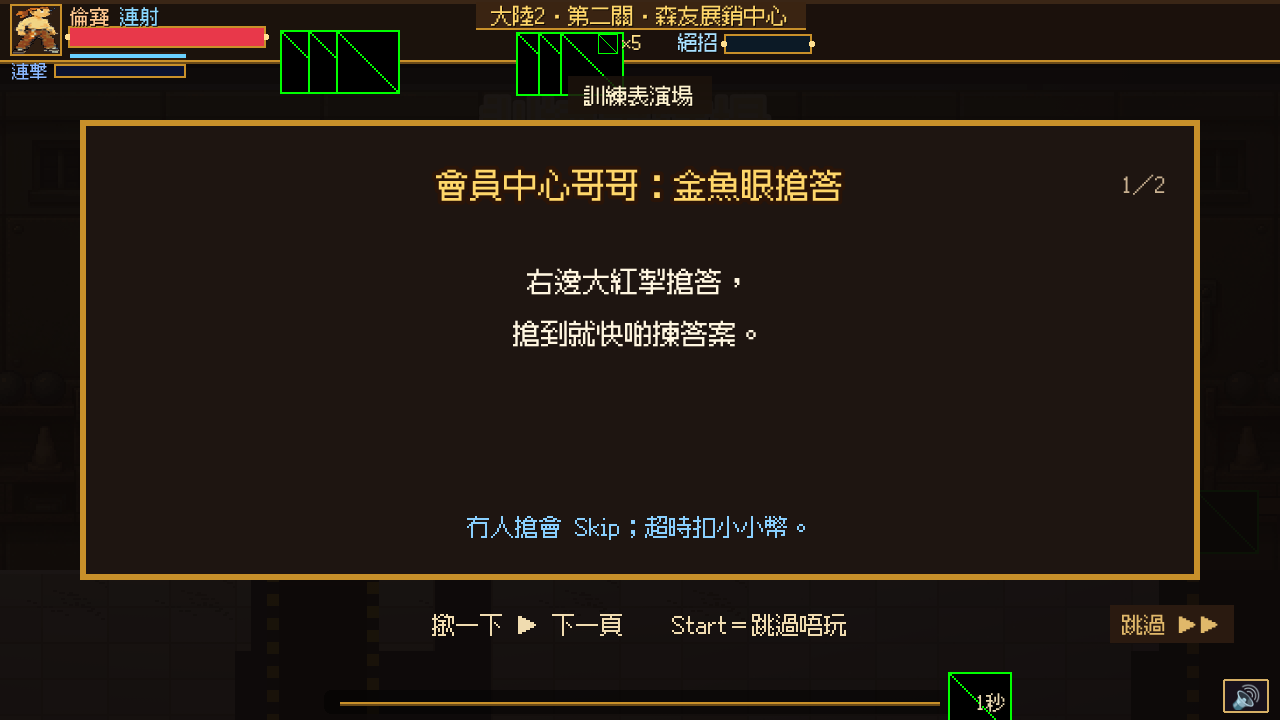 倫寶 連射
大陸2·第二關·森友展銷中心
x5 絕招
連擊
訓練表演場
會員中心哥哥：金魚眼搶答
1／2
右邊大紅掣搶答，
搶到就快啲揀答案。
冇人搶會 Skip；超時扣小小幣。
撳一下 ▶ 下一頁 Start＝跳過唔玩
跳過 ▶▶
1秒